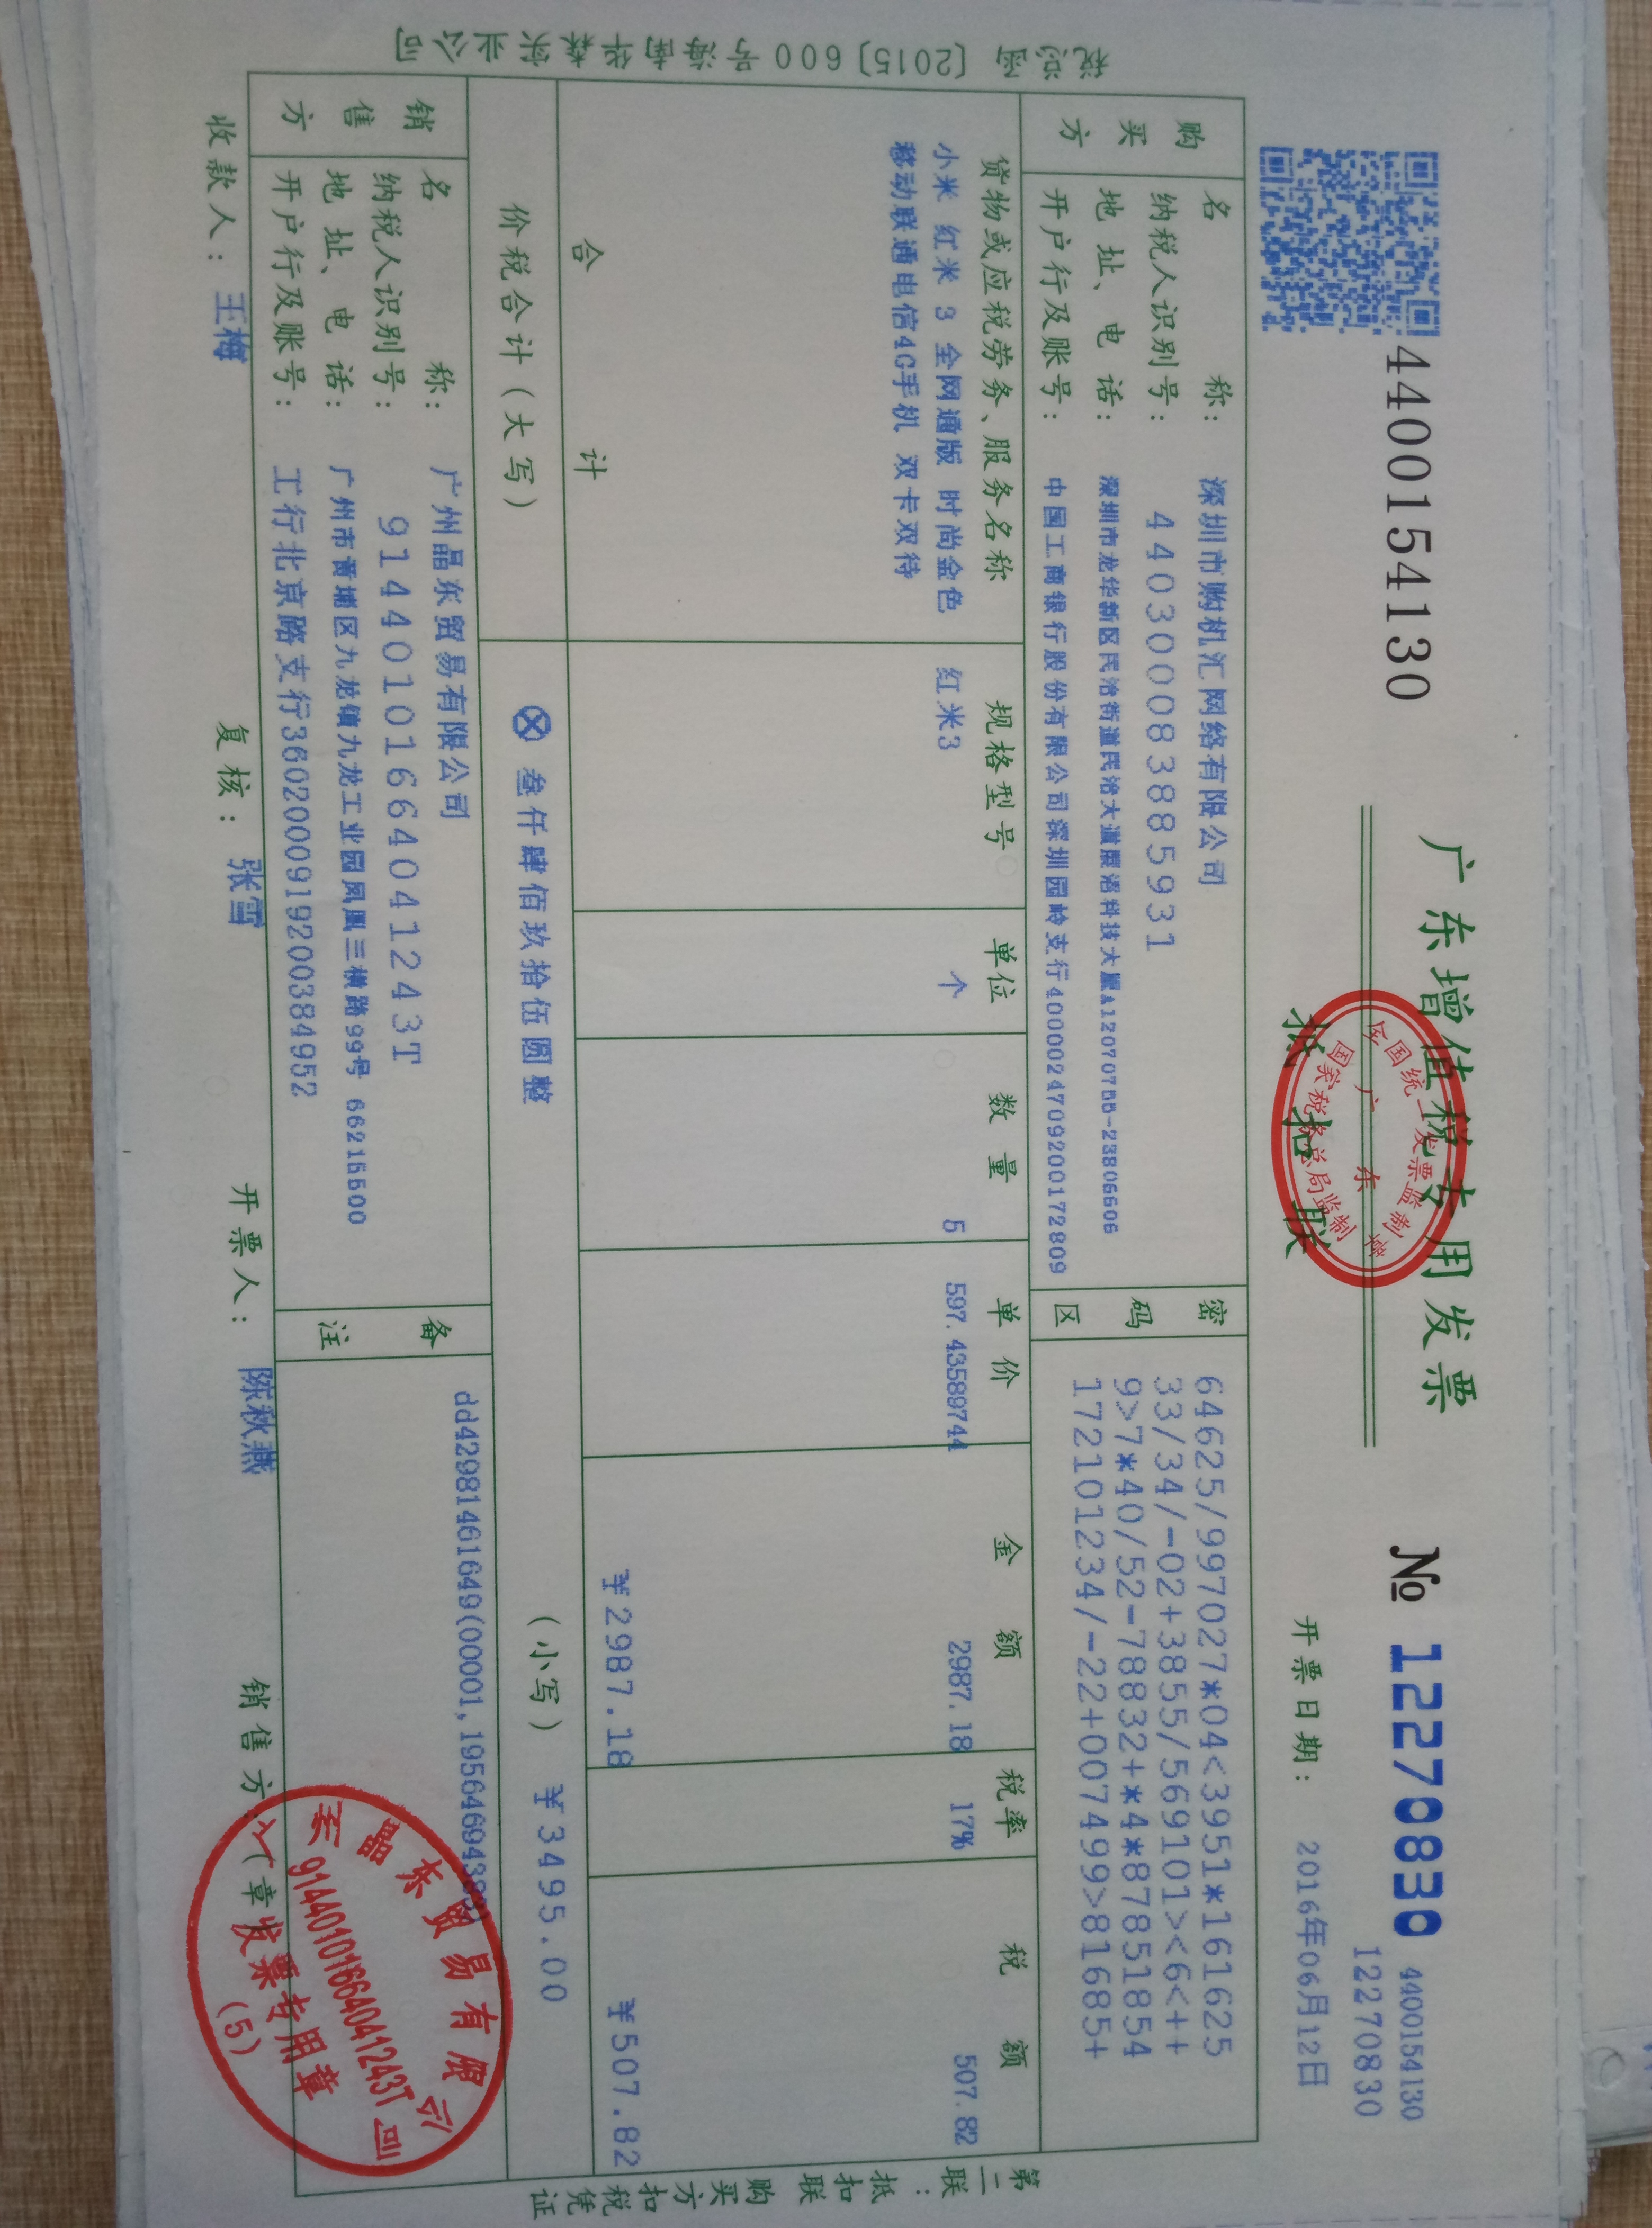 4400154130
广东增值税专用发票
№ 12270830
4400154130
12270830
抵扣联
全国统一发票监制章
广东
国家税务总局监制
开票日期： 2016年06月12日
购买方
名称： 深圳市购机汇网络有限公司
纳税人识别号： 440300083885931
地址、电话： 深圳市龙华新区民治街道民治大道展滔科技大厦A12070755-23806606
开户行及账号： 中国工商银行股份有限公司深圳园岭支行4000024709200172809
密码区
64625/997027*04<3951*161625
33/34/-02+3855/569101><6<++
9>7*40/52-78832+*4*87851854
172101234/-22+007499>81685+
货物或应税劳务、服务名称 规格型号 单位 数量 单价 金额 税率 税额
小米 红米 3 全网通版 时尚金色 红米3 个 5 597.43589744 2987.18 17% 507.82
移动联通电信4G手机 双卡双待
合计 ¥2987.18 ¥507.82
价税合计（大写） ⊗ 叁仟肆佰玖拾伍圆整 （小写） ¥3495.00
销售方
名称： 广州晶东贸易有限公司
纳税人识别号： 91440101664041243T
地址、电话： 广州市黄埔区九龙镇九龙工业园凤凰三横路99号 66215500
开户行及账号： 工行北京路支行3602000919200384952
备注
dd42981461649(00001,19564694389)
收款人： 王梅 复核： 张雪 开票人： 陈秋燕 销售方：（章）
晶东贸易有限公司
91440101664041243T
发票专用章
(5)
税总函［2015］600号海南华森实业公司
第二联：抵扣联 购买方扣税凭证